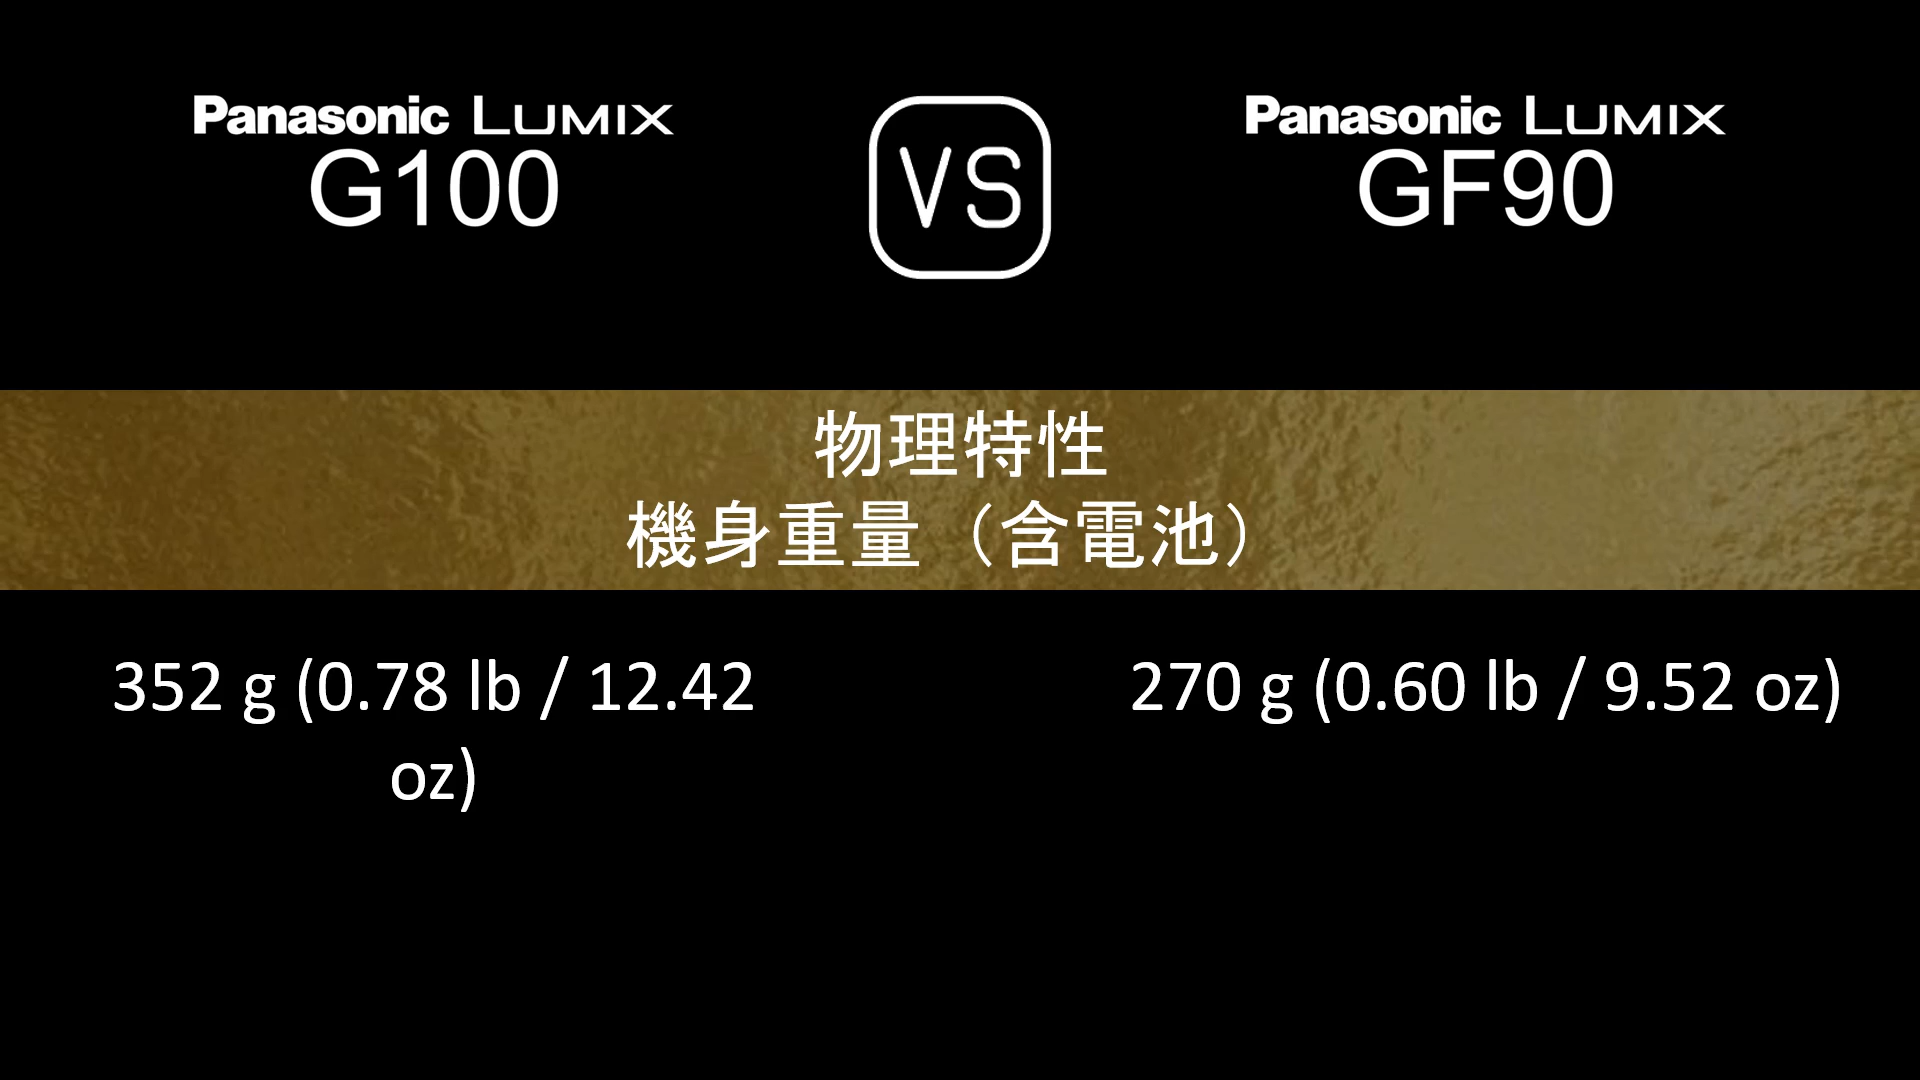 Panasonic LUMIX
G100
VS
Panasonic LUMIX
GF90
物理特性
機身重量（含電池）
352 g (0.78 lb / 12.42
oz)
270 g (0.60 lb / 9.52 oz)